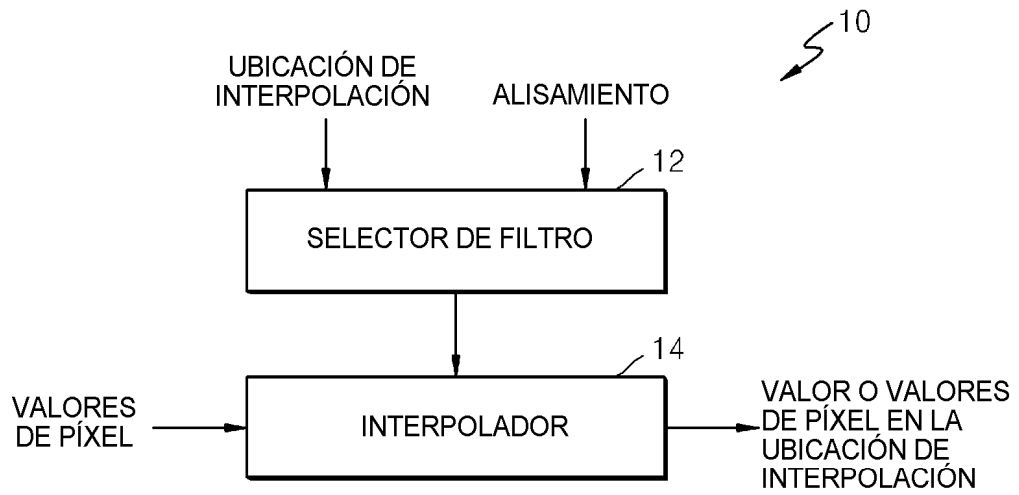 10
UBICACIÓN DE
INTERPOLACIÓN
ALISAMIENTO
12
SELECTOR DE FILTRO
14
VALORES
DE PÍXEL
INTERPOLADOR
VALOR O VALORES
DE PÍXEL EN LA
UBICACIÓN DE
INTERPOLACIÓN